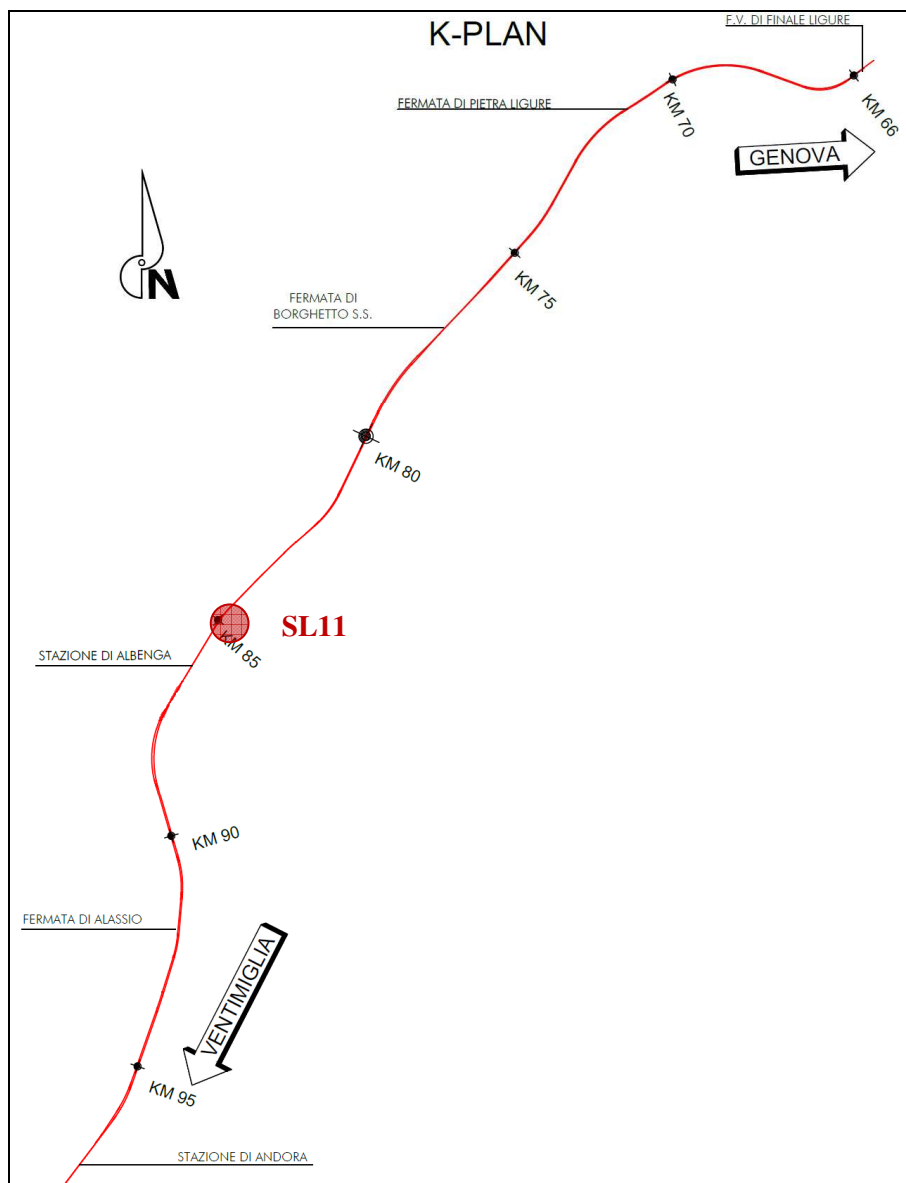 K-PLAN
F.V. DI FINALE LIGURE
FERMATA DI PIETRA LIGURE
KM 70
KM 66
GENOVA
N
KM 75
FERMATA DI
BORGHETTO S.S.
KM 80
SL11
KM 85
STAZIONE DI ALBENGA
KM 90
FERMATA DI ALASSIO
VENTIMIGLIA
KM 95
STAZIONE DI ANDORA